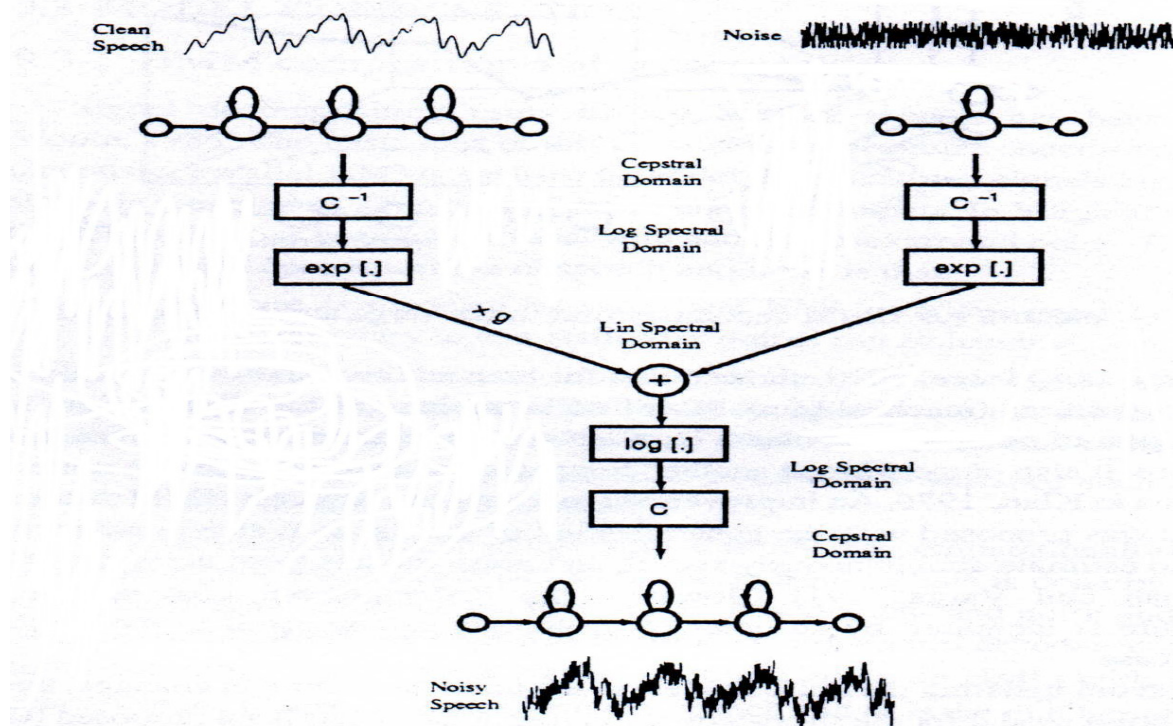 Clean
Speech
Noise
Cepstral
Domain
C⁻¹
C⁻¹
Log Spectral
Domain
exp [.]
exp [.]
x g
Lin Spectral
Domain
+
log [.]
Log Spectral
Domain
C
Cepstral
Domain
Noisy
Speech